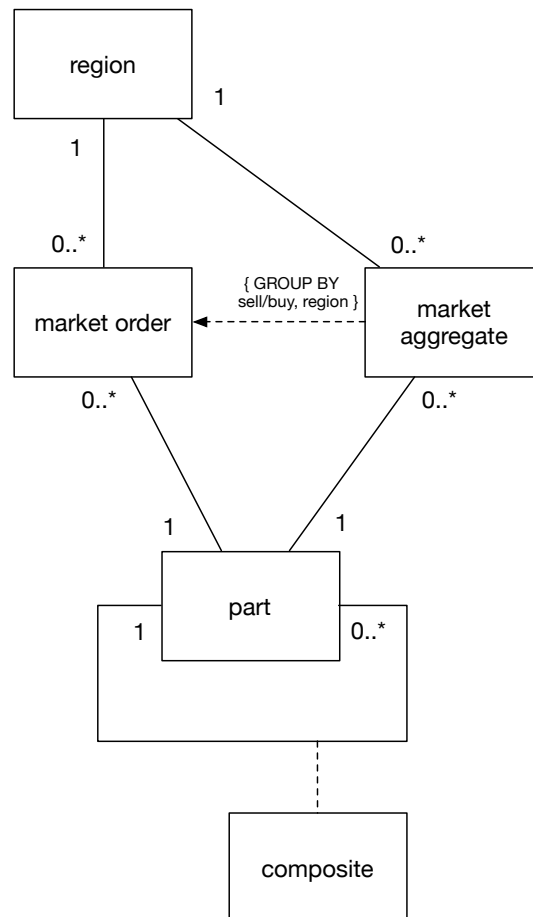 region
1
1
0..*
0..*
{ GROUP BY
sell/buy, region }
market order
market
aggregate
0..*
0..*
1
1
part
1
0..*
composite